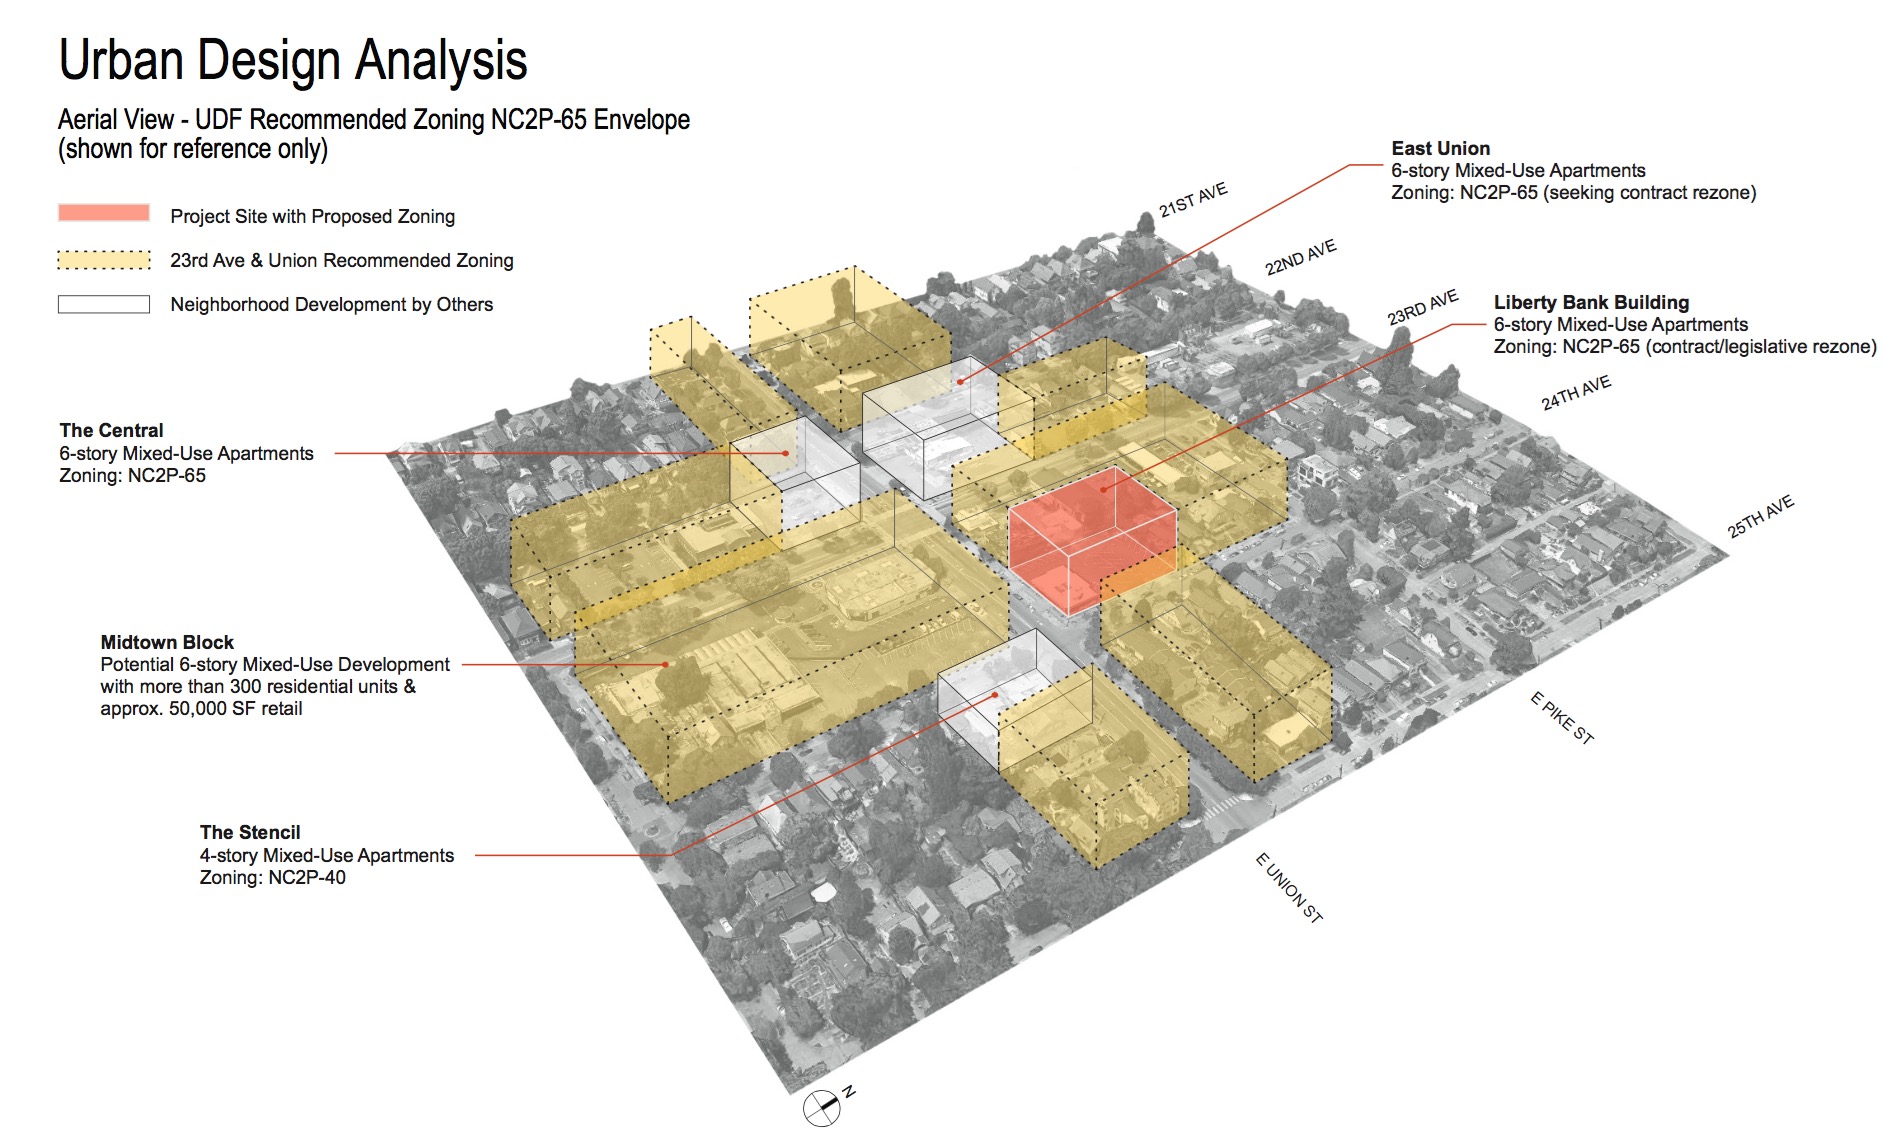 Urban Design Analysis
Aerial View - UDF Recommended Zoning NC2P-65 Envelope
(shown for reference only)
Project Site with Proposed Zoning
23rd Ave & Union Recommended Zoning
Neighborhood Development by Others
East Union
6-story Mixed-Use Apartments
Zoning: NC2P-65 (seeking contract rezone)
21ST AVE
22ND AVE
23RD AVE
Liberty Bank Building
6-story Mixed-Use Apartments
Zoning: NC2P-65 (contract/legislative rezone)
24TH AVE
25TH AVE
The Central
6-story Mixed-Use Apartments
Zoning: NC2P-65
Midtown Block
Potential 6-story Mixed-Use Development
with more than 300 residential units &
approx. 50,000 SF retail
E PIKE ST
The Stencil
4-story Mixed-Use Apartments
Zoning: NC2P-40
E UNION ST
N